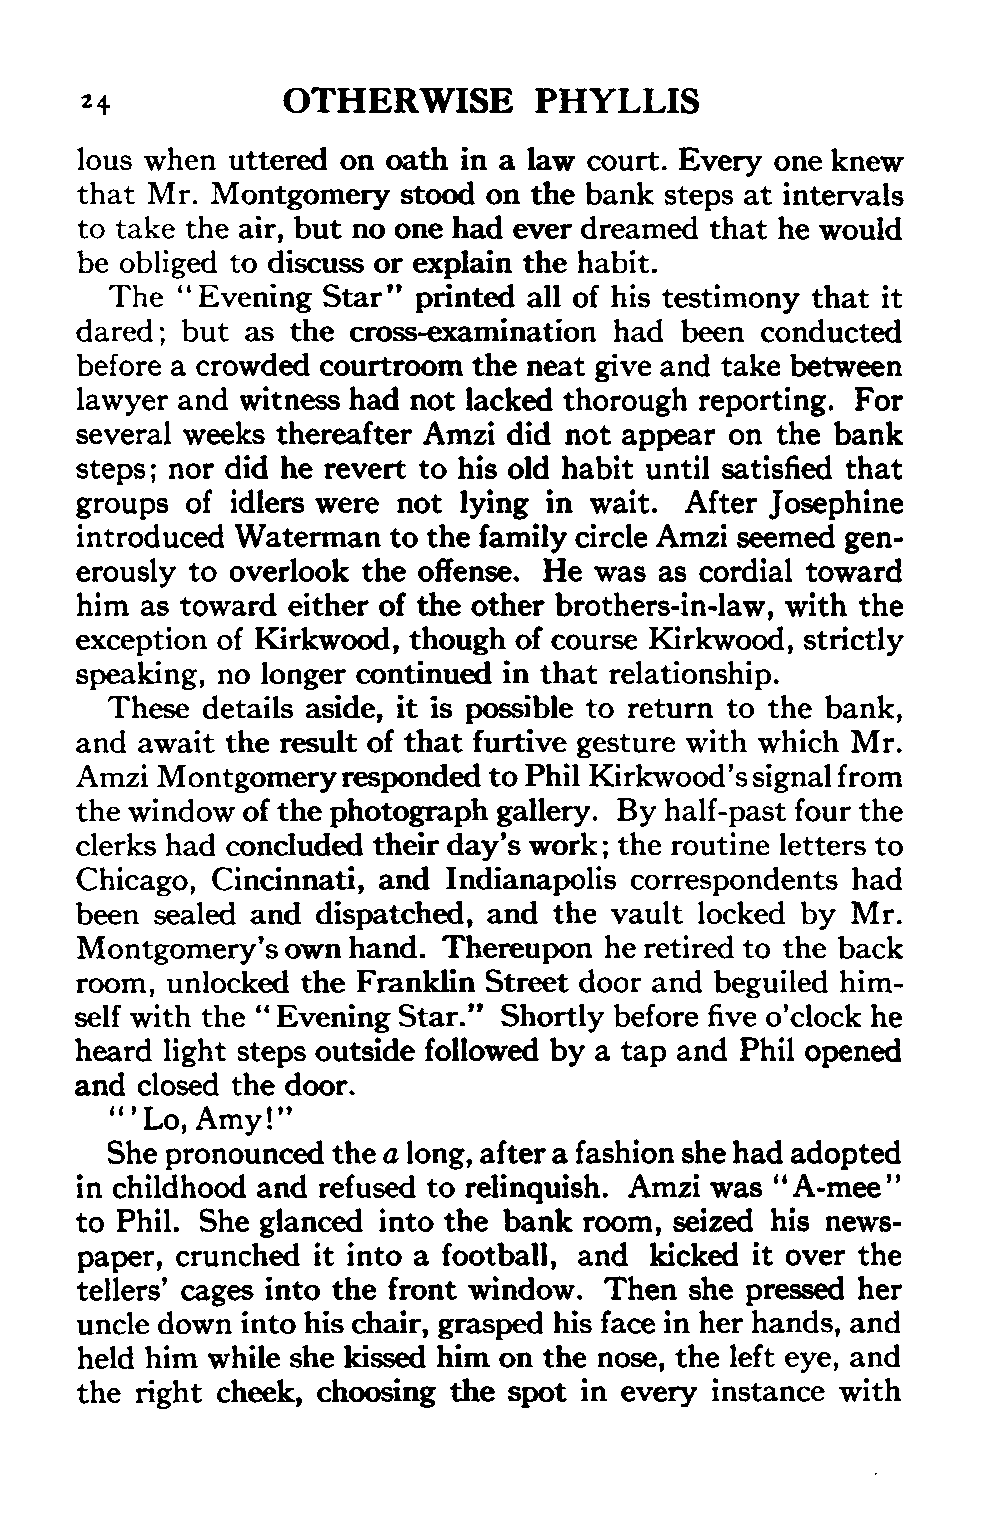 24 OTHERWISE PHYLLIS
lous when uttered on oath in a law court. Every one knew
that Mr. Montgomery stood on the bank steps at intervals
to take the air, but no one had ever dreamed that he would
be obliged to discuss or explain the habit.
The "Evening Star" printed all of his testimony that it
dared; but as the cross-examination had been conducted
before a crowded courtroom the neat give and take between
lawyer and witness had not lacked thorough reporting. For
several weeks thereafter Amzi did not appear on the bank
steps; nor did he revert to his old habit until satisfied that
groups of idlers were not lying in wait. After Josephine
introduced Waterman to the family circle Amzi seemed gen-
erously to overlook the offense. He was as cordial toward
him as toward either of the other brothers-in-law, with the
exception of Kirkwood, though of course Kirkwood, strictly
speaking, no longer continued in that relationship.
These details aside, it is possible to return to the bank,
and await the result of that furtive gesture with which Mr.
Amzi Montgomery responded to Phil Kirkwood's signal from
the window of the photograph gallery. By half-past four the
clerks had concluded their day's work; the routine letters to
Chicago, Cincinnati, and Indianapolis correspondents had
been sealed and dispatched, and the vault locked by Mr.
Montgomery's own hand. Thereupon he retired to the back
room, unlocked the Franklin Street door and beguiled him-
self with the "Evening Star." Shortly before five o'clock he
heard light steps outside followed by a tap and Phil opened
and closed the door.
"'Lo, Amy!"
She pronounced the a long, after a fashion she had adopted
in childhood and refused to relinquish. Amzi was "A-mee"
to Phil. She glanced into the bank room, seized his news-
paper, crunched it into a football, and kicked it over the
tellers' cages into the front window. Then she pressed her
uncle down into his chair, grasped his face in her hands, and
held him while she kissed him on the nose, the left eye, and
the right cheek, choosing the spot in every instance with